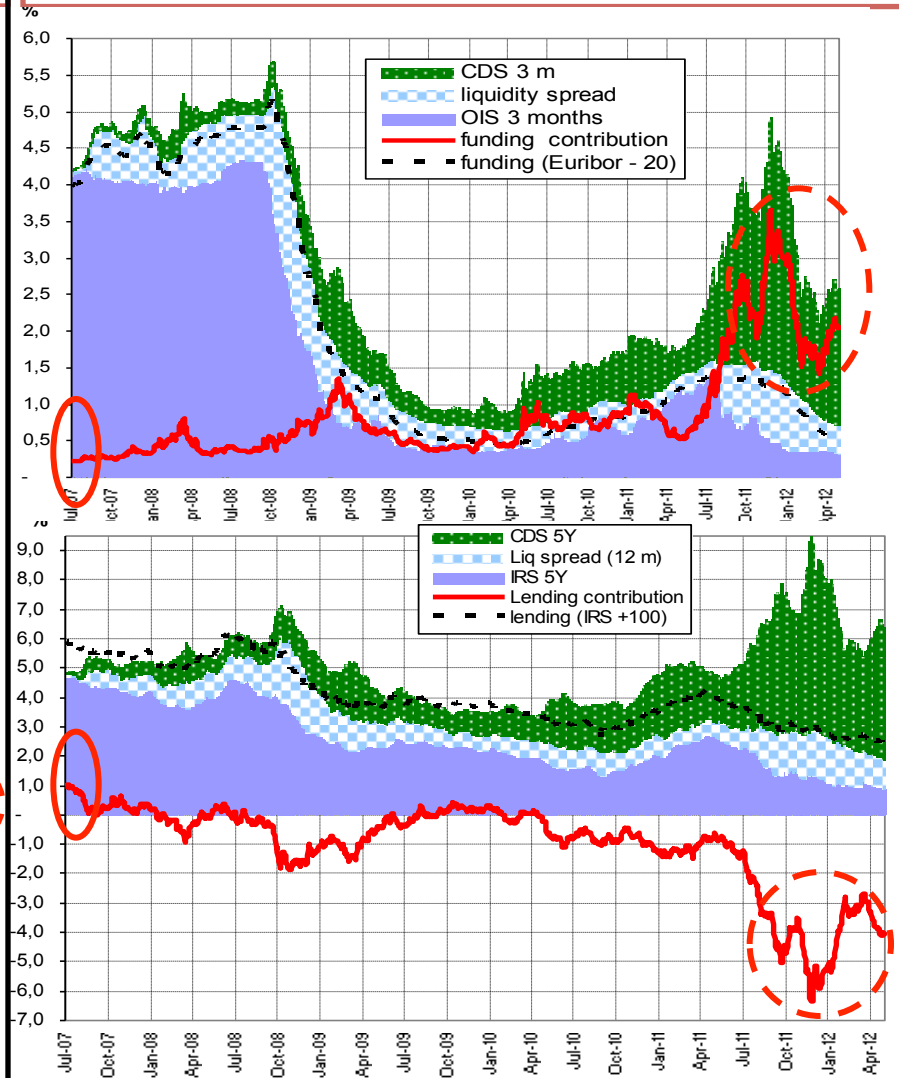 %
6,0
5,5
5,0
4,5
4,0
3,5
3,0
2,5
2,0
1,5
1,0
0,5
-
CDS 3 m
liquidity spread
OIS 3 months
funding contribution
funding (Euribor - 20)
Jul-07 Oct-07 Jan-08 Apr-08 Jul-08 Oct-08 Jan-09 Apr-09 Jul-09 Oct-09 Jan-10 Apr-10 Jul-10 Oct-10 Jan-11 Apr-11 Jul-11 Oct-11 Jan-12 Apr-12
%
9,0
8,0
7,0
6,0
5,0
4,0
3,0
2,0
1,0
-
-1,0
-2,0
-3,0
-4,0
-5,0
-6,0
-7,0
CDS 5Y
Liq spread (12 m)
IRS 5Y
Lending contribution
lending (IRS +100)
Jul-07 Oct-07 Jan-08 Apr-08 Jul-08 Oct-08 Jan-09 Apr-09 Jul-09 Oct-09 Jan-10 Apr-10 Jul-10 Oct-10 Jan-11 Apr-11 Jul-11 Oct-11 Jan-12 Apr-12